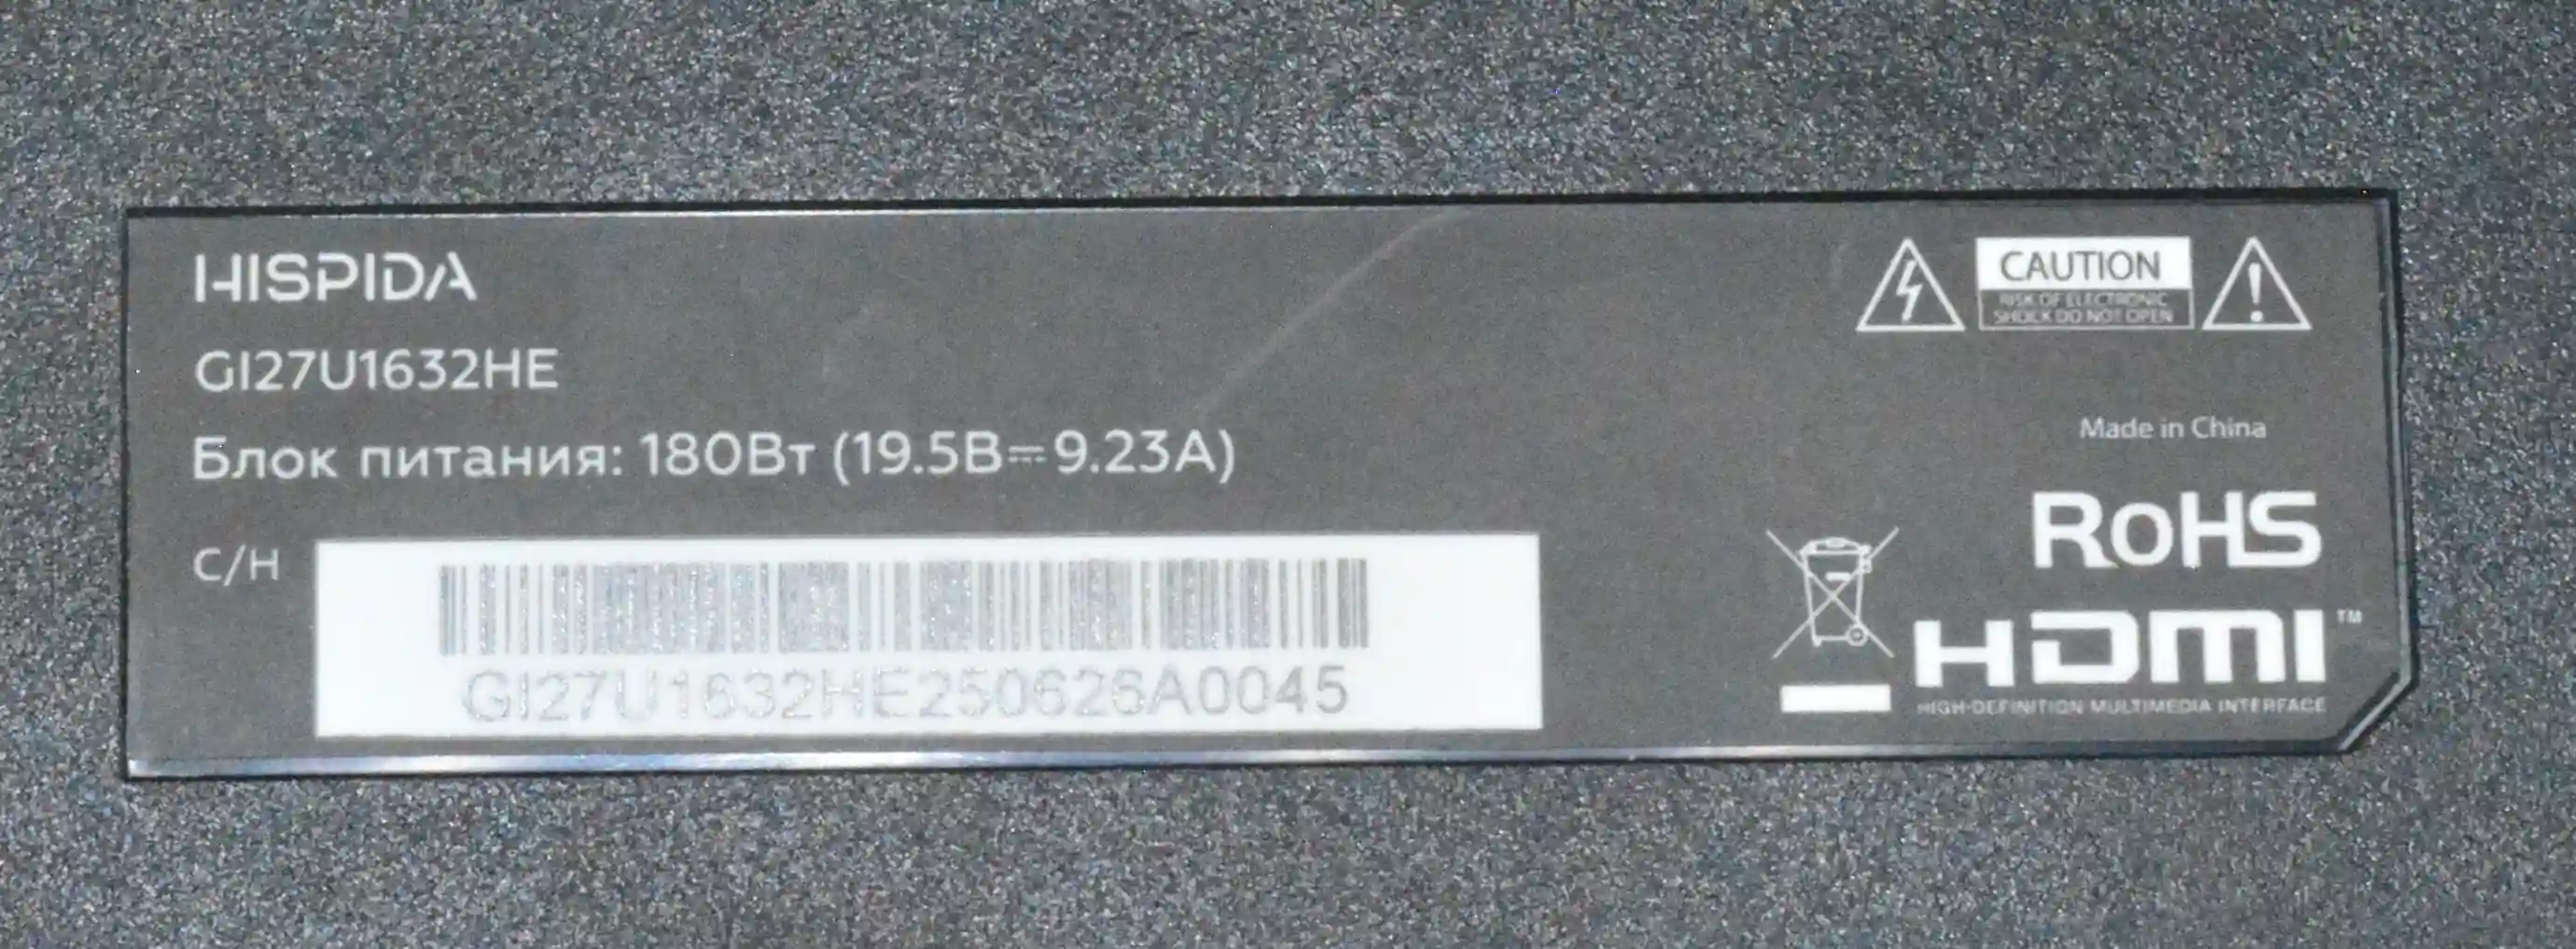 HISPIDA
GI27U1632HE
Блок питания: 180Вт (19.5В⎓9.23А)
С/Н
GI27U1632HE250626A0045
CAUTION
RISK OF ELECTRONIC
SHOCK DO NOT OPEN
Made in China
RoHS
HDMI™
HIGH-DEFINITION MULTIMEDIA INTERFACE